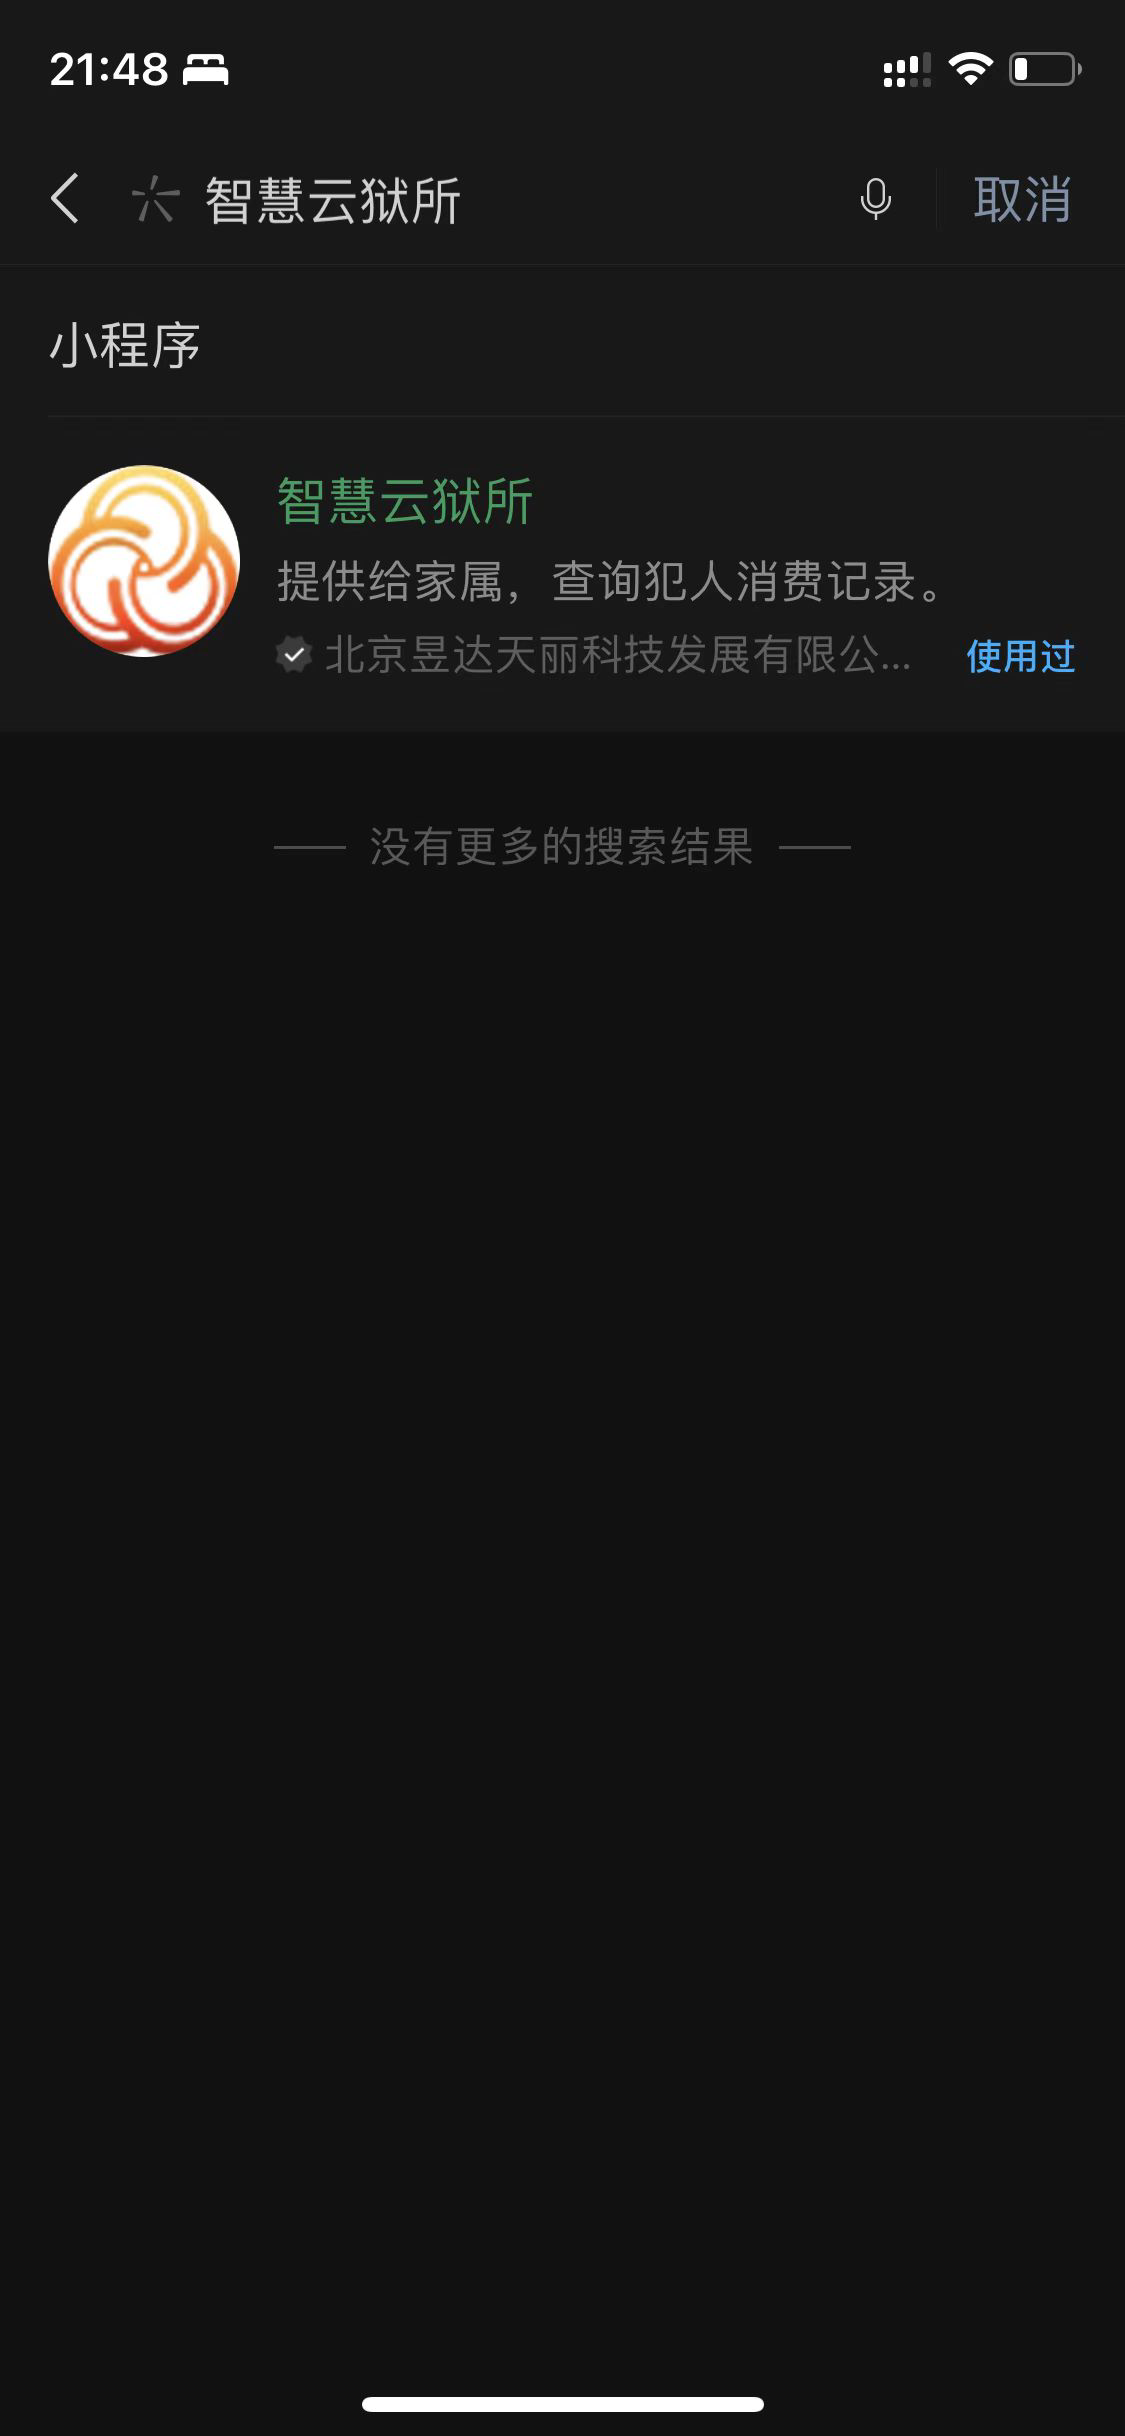 21:48
智慧云狱所
取消
小程序
智慧云狱所
提供给家属，查询犯人消费记录。
北京昱达天丽科技发展有限公...
使用过
没有更多的搜索结果